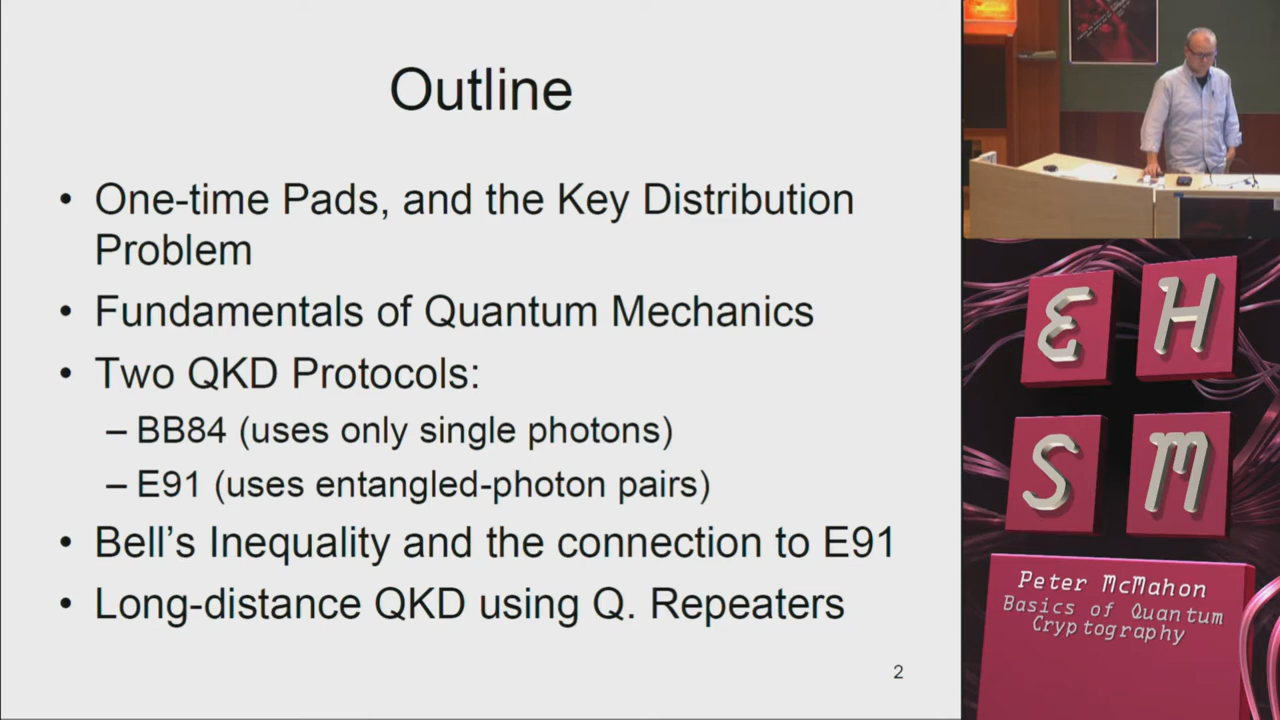 Outline
• One-time Pads, and the Key Distribution
Problem
• Fundamentals of Quantum Mechanics
• Two QKD Protocols:
– BB84 (uses only single photons)
– E91 (uses entangled-photon pairs)
• Bell's Inequality and the connection to E91
• Long-distance QKD using Q. Repeaters
2
E H
S M
Peter McMahon
Basics of Quantum
Cryptography